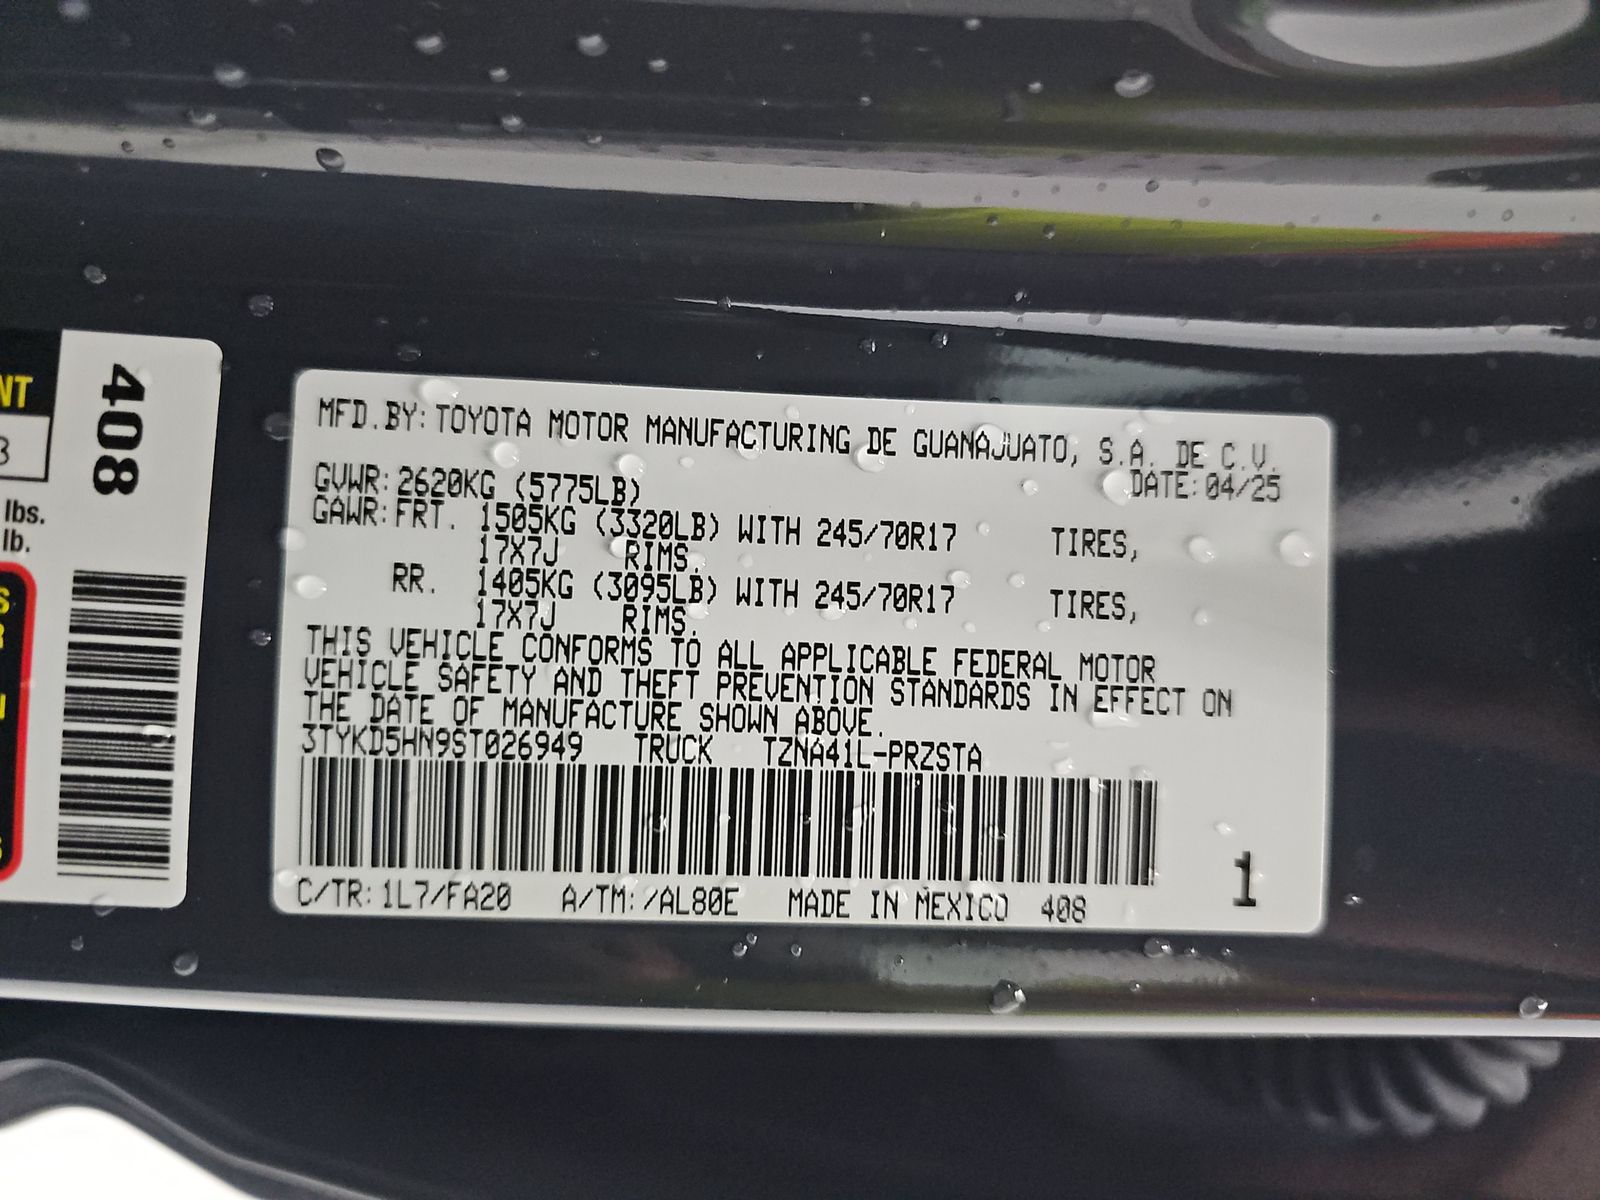 NT
3
408
lbs.
lb.
S
R
N
S
MFD.BY:TOYOTA MOTOR MANUFACTURING DE GUANAJUATO, S.A. DE C.V.
GVWR:2620KG (5775LB) DATE:04/25
GAWR:FRT. 1505KG (3320LB) WITH 245/70R17 TIRES,
17X7J RIMS.
RR. 1405KG (3095LB) WITH 245/70R17 TIRES,
17X7J RIMS.
THIS VEHICLE CONFORMS TO ALL APPLICABLE FEDERAL MOTOR
VEHICLE SAFETY AND THEFT PREVENTION STANDARDS IN EFFECT ON
THE DATE OF MANUFACTURE SHOWN ABOVE.
3TYKD5HN9ST026949 TRUCK TZNA41L-PRZSTA
C/TR:1L7/FA20 A/TM:/AL80E MADE IN MEXICO 408
1